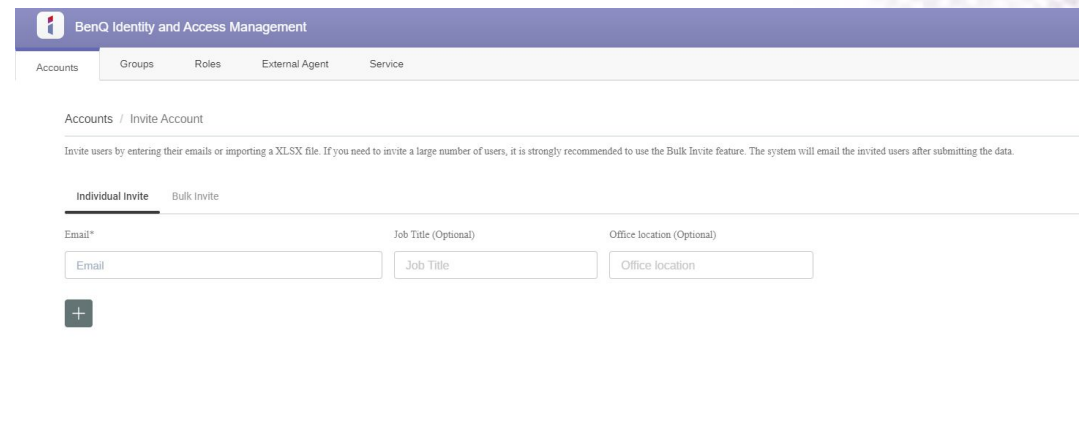 BenQ Identity and Access Management
Accounts Groups Roles External Agent Service
Accounts / Invite Account
Invite users by entering their emails or importing a XLSX file. If you need to invite a large number of users, it is strongly recommended to use the Bulk Invite feature. The system will email the invited users after submitting the data.
Individual Invite Bulk Invite
Email* Job Title (Optional) Office location (Optional)
Email Job Title Office location